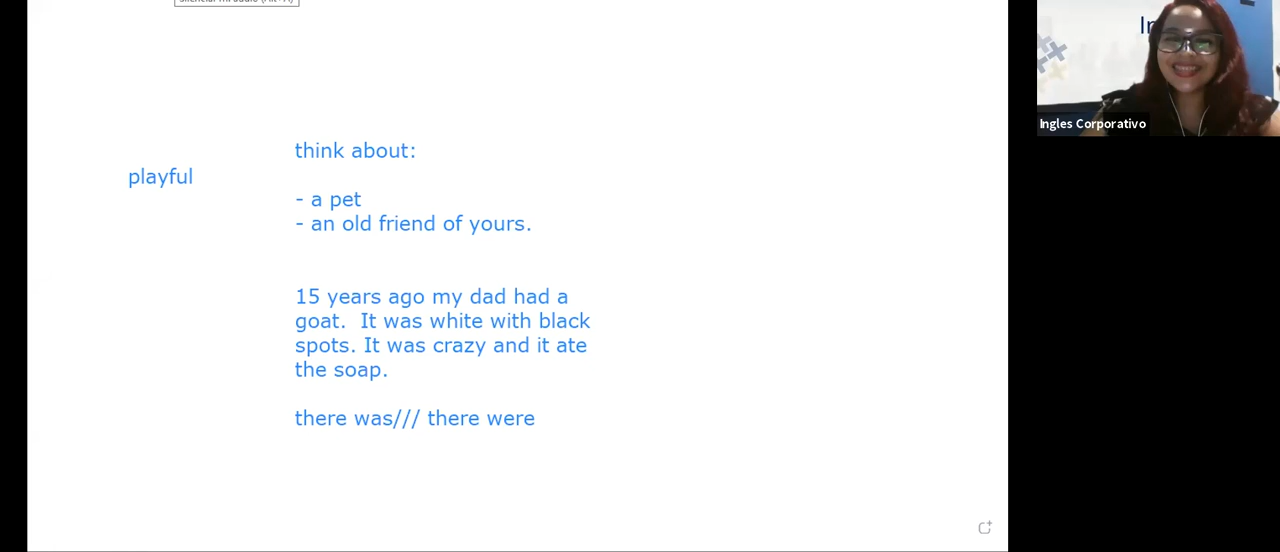 think about:
playful
- a pet
- an old friend of yours.
15 years ago my dad had a
goat.  It was white with black
spots. It was crazy and it ate
the soap.
there was/// there were
Ingles Corporativo